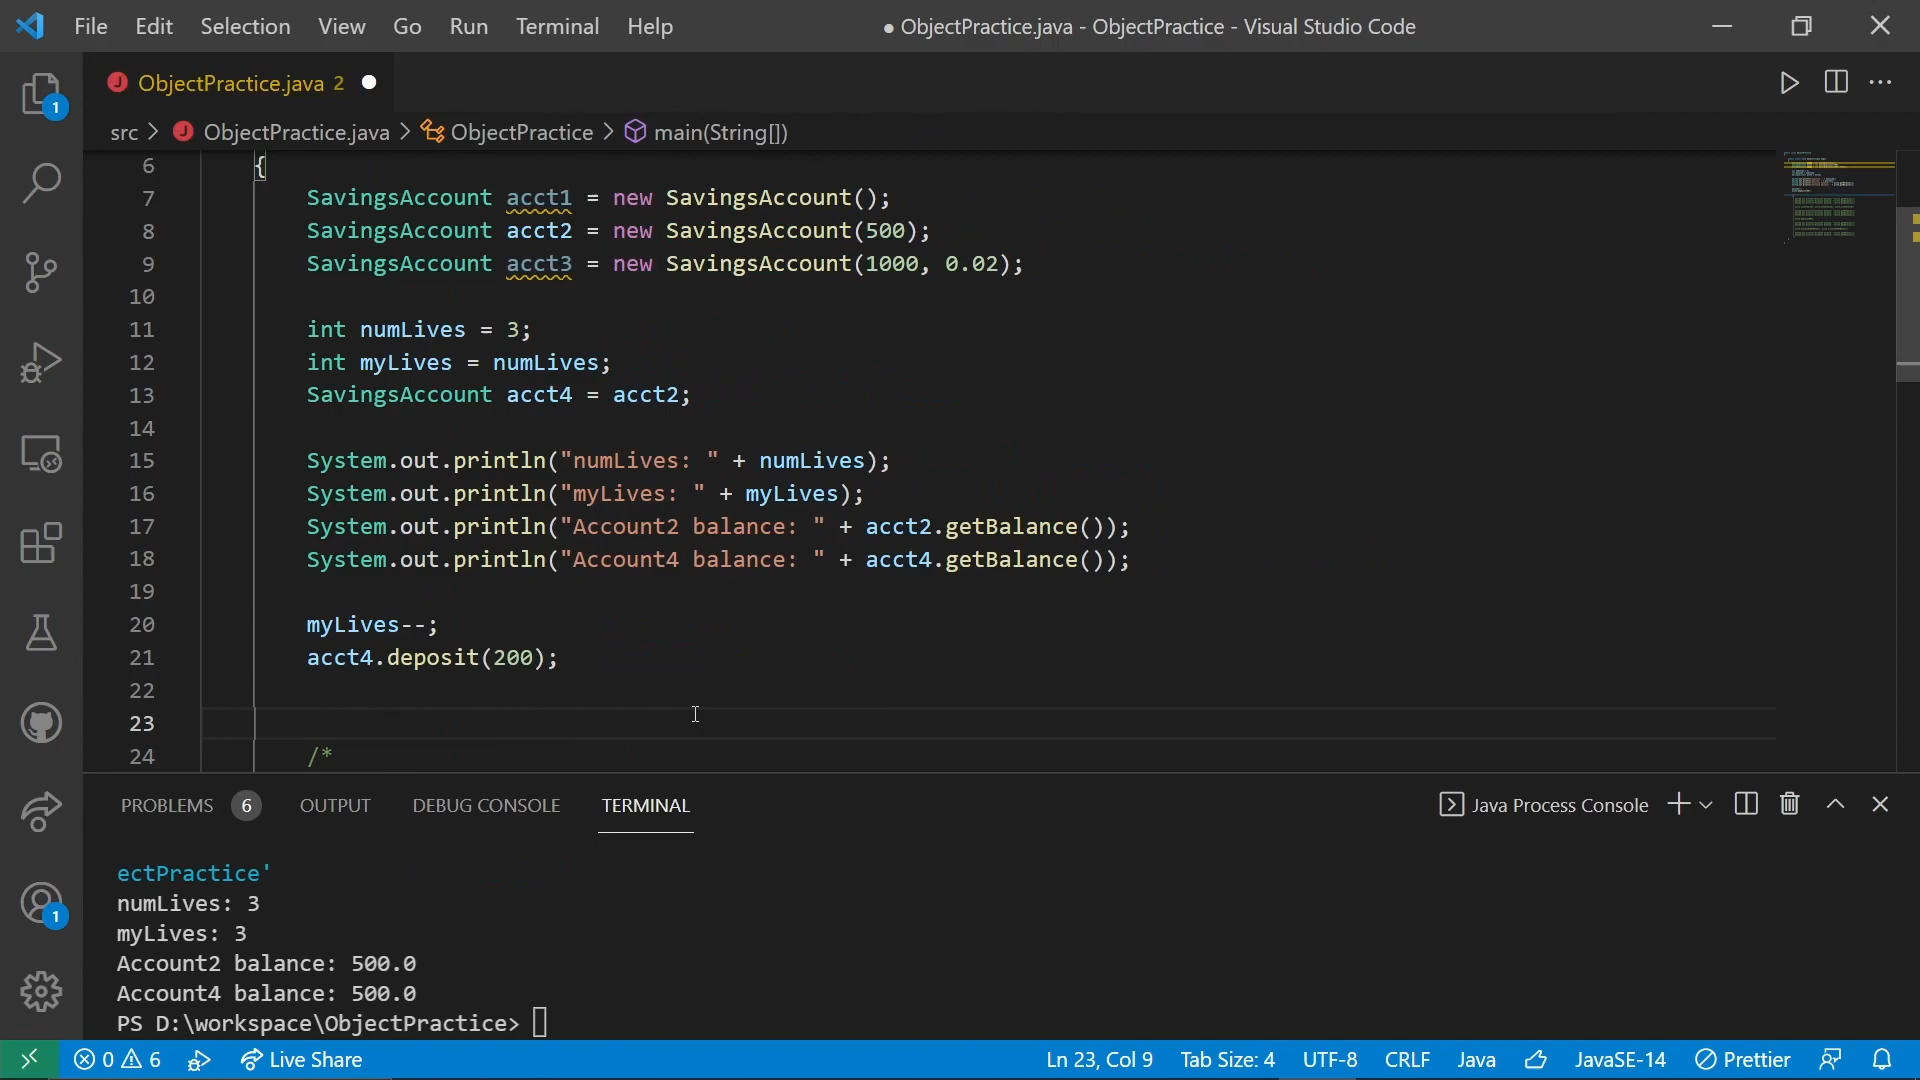 File Edit Selection View Go Run Terminal Help
● ObjectPractice.java - ObjectPractice - Visual Studio Code
J ObjectPractice.java 2
src > J ObjectPractice.java > ObjectPractice > main(String[])
6 {
7 SavingsAccount acct1 = new SavingsAccount();
8 SavingsAccount acct2 = new SavingsAccount(500);
9 SavingsAccount acct3 = new SavingsAccount(1000, 0.02);
10
11 int numLives = 3;
12 int myLives = numLives;
13 SavingsAccount acct4 = acct2;
14
15 System.out.println("numLives: " + numLives);
16 System.out.println("myLives: " + myLives);
17 System.out.println("Account2 balance: " + acct2.getBalance());
18 System.out.println("Account4 balance: " + acct4.getBalance());
19
20 myLives--;
21 acct4.deposit(200);
22
23
24 /*
1
1
PROBLEMS 6 OUTPUT DEBUG CONSOLE TERMINAL Java Process Console
ectPractice'
numLives: 3
myLives: 3
Account2 balance: 500.0
Account4 balance: 500.0
PS D:\workspace\ObjectPractice>
0 6 Live Share Ln 23, Col 9 Tab Size: 4 UTF-8 CRLF Java JavaSE-14 Prettier